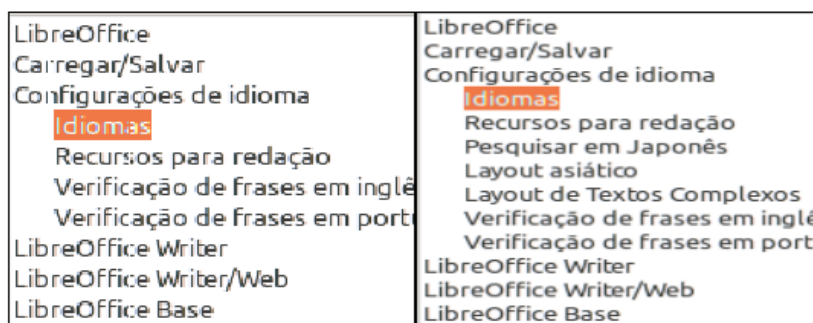 LibreOffice
Carregar/Salvar
Configurações de idioma
Idiomas
Recursos para redação
Verificação de frases em inglê
Verificação de frases em port
LibreOffice Writer
LibreOffice Writer/Web
LibreOffice Base
LibreOffice
Carregar/Salvar
Configurações de idioma
Idiomas
Recursos para redação
Pesquisar em Japonês
Layout asiático
Layout de Textos Complexos
Verificação de frases em inglê
Verificação de frases em port
LibreOffice Writer
LibreOffice Writer/Web
LibreOffice Base